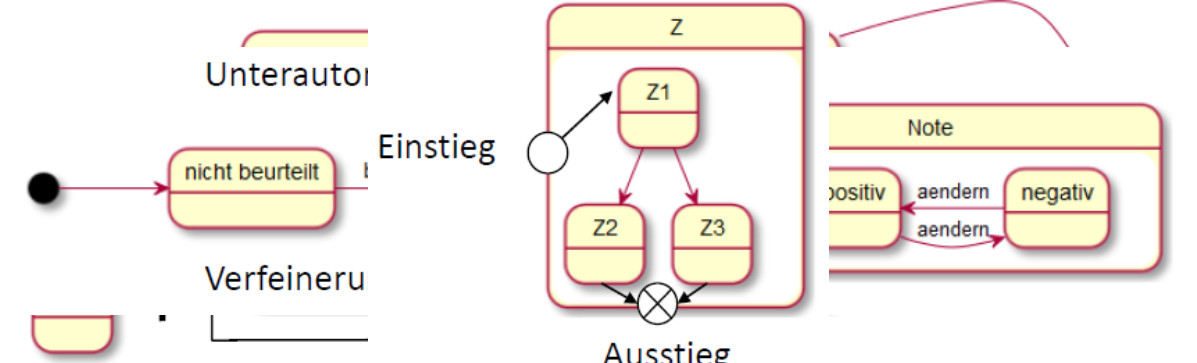 Z
Unterautor
Z1
Note
Einstieg
nicht beurteilt
positiv
aendern
negativ
Z2
Z3
aendern
Verfeineru
Ausstieg